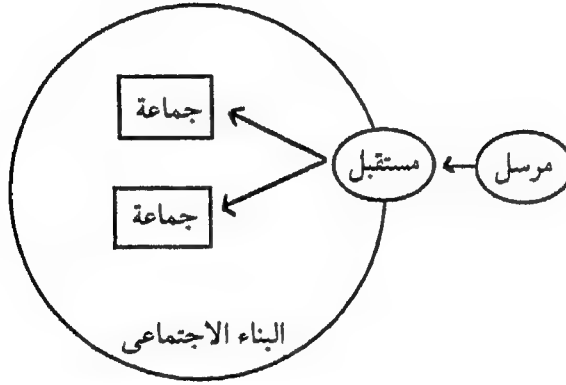 جماعة
مرسل
مستقبل
جماعة
البناء الاجتماعى